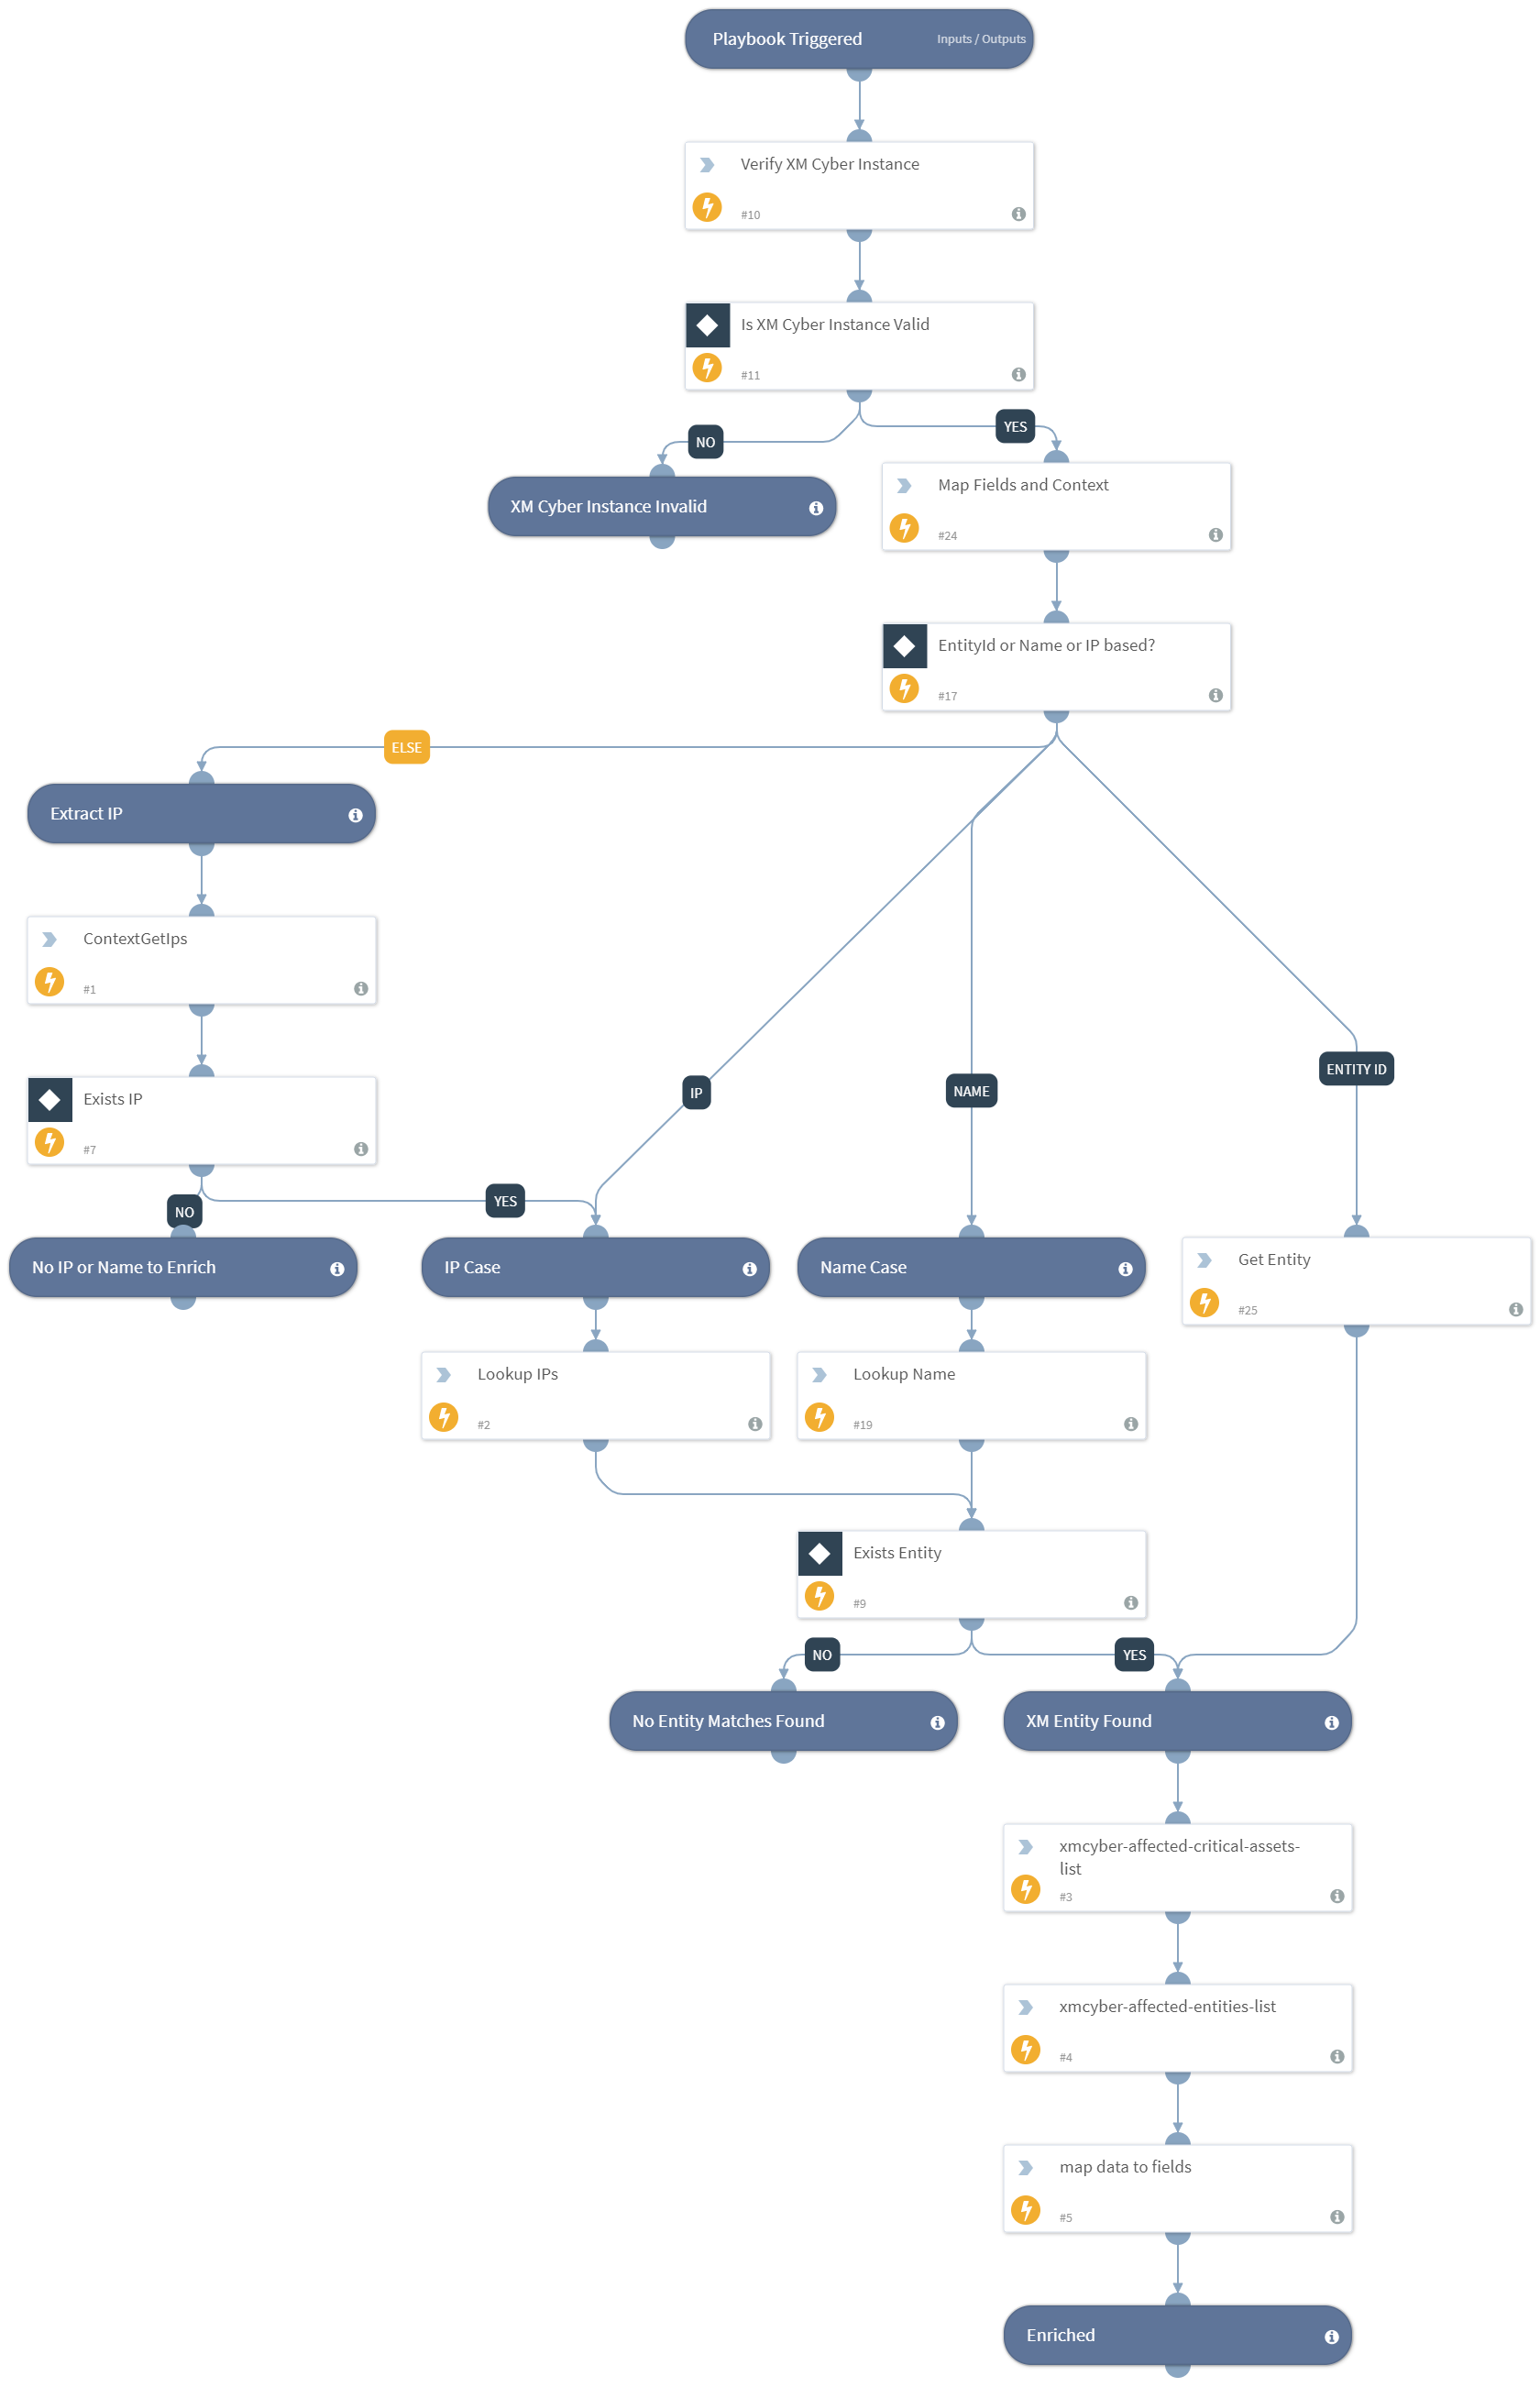 Playbook Triggered
Inputs / Outputs
Verify XM Cyber Instance
#10
Is XM Cyber Instance Valid
#11
NO
YES
XM Cyber Instance Invalid
Map Fields and Context
#24
EntityId or Name or IP based?
#17
ELSE
Extract IP
ContextGetIps
#1
Exists IP
#7
IP
NAME
ENTITY ID
NO
YES
No IP or Name to Enrich
IP Case
Name Case
Get Entity
#25
Lookup IPs
#2
Lookup Name
#19
Exists Entity
#9
NO
YES
No Entity Matches Found
XM Entity Found
xmcyber-affected-critical-assets-
list
#3
xmcyber-affected-entities-list
#4
map data to fields
#5
Enriched